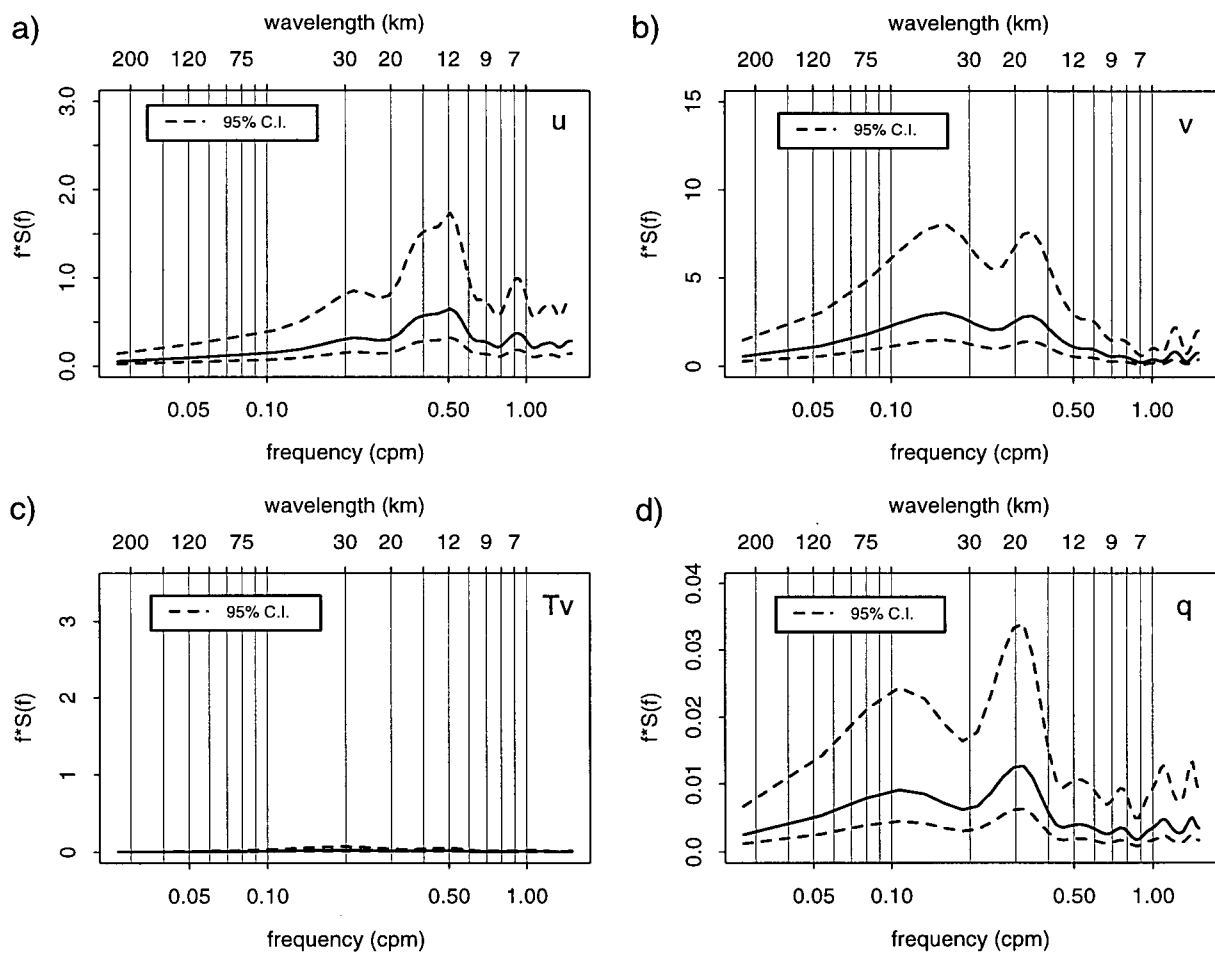 a)
wavelength (km)
200 120 75 30 20 12 9 7
3.0
2.0
1.0
0.0
f*S(f)
95% C.I.
u
0.05 0.10 0.50 1.00
frequency (cpm)
b)
wavelength (km)
200 120 75 30 20 12 9 7
15
10
5
0
f*S(f)
95% C.I.
v
0.05 0.10 0.50 1.00
frequency (cpm)
c)
wavelength (km)
200 120 75 30 20 12 9 7
3
2
1
0
f*S(f)
95% C.I.
Tv
0.05 0.10 0.50 1.00
frequency (cpm)
d)
wavelength (km)
200 120 75 30 20 12 9 7
0.04
0.03
0.02
0.01
0.0
f*S(f)
95% C.I.
q
0.05 0.10 0.50 1.00
frequency (cpm)